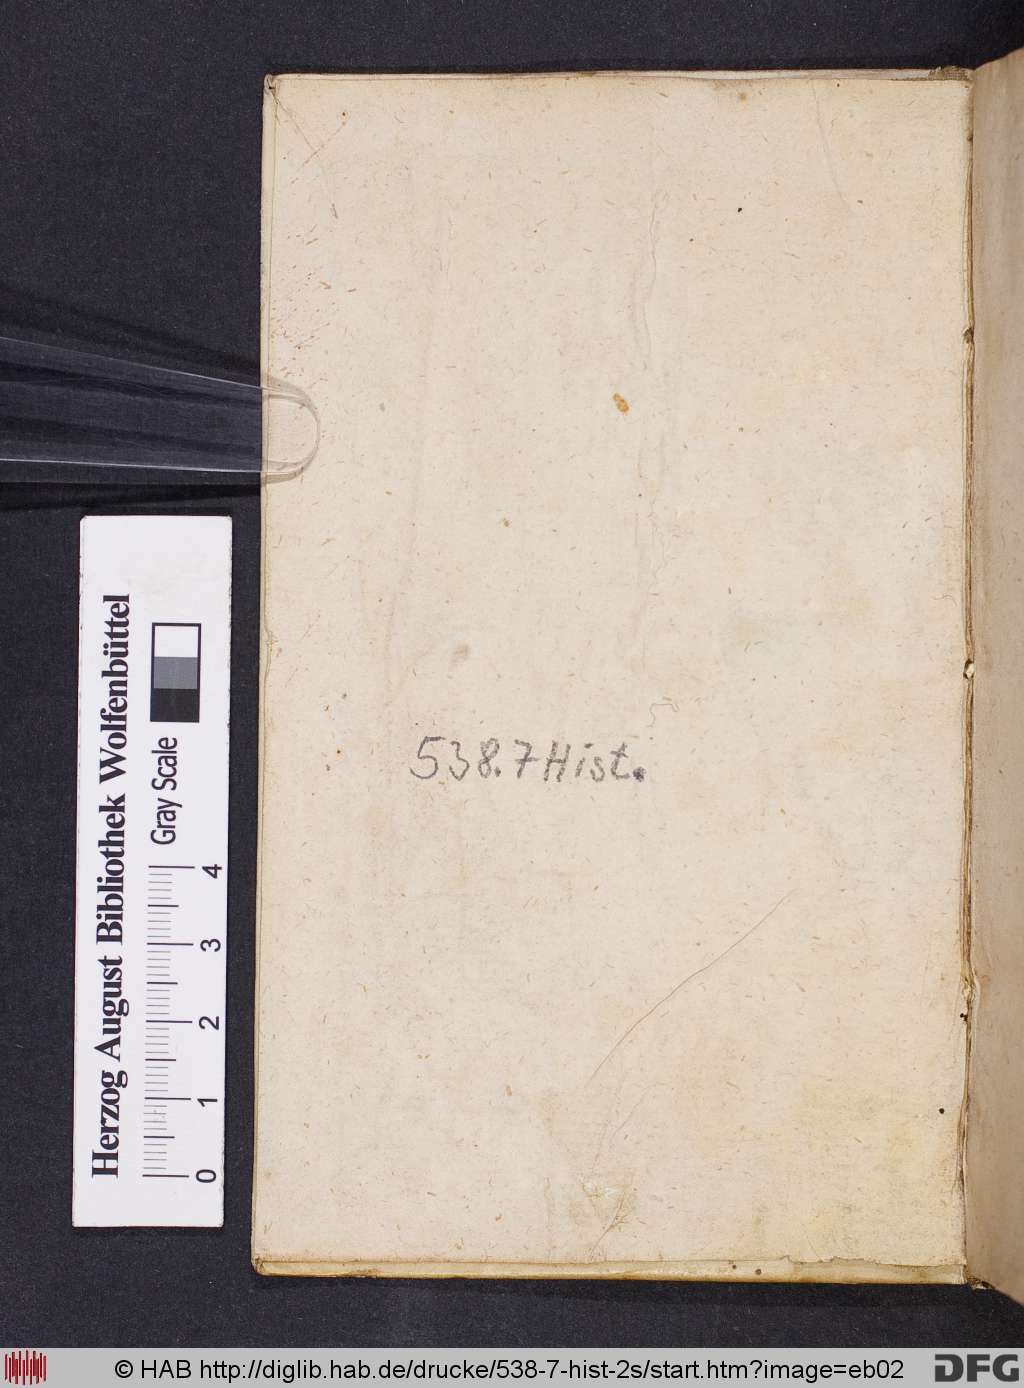 538.7 Hist.
Herzog August Bibliothek Wolfenbüttel
Gray Scale
0 1 2 3 4
© HAB http://diglib.hab.de/drucke/538-7-hist-2s/start.htm?image=eb02
DFG